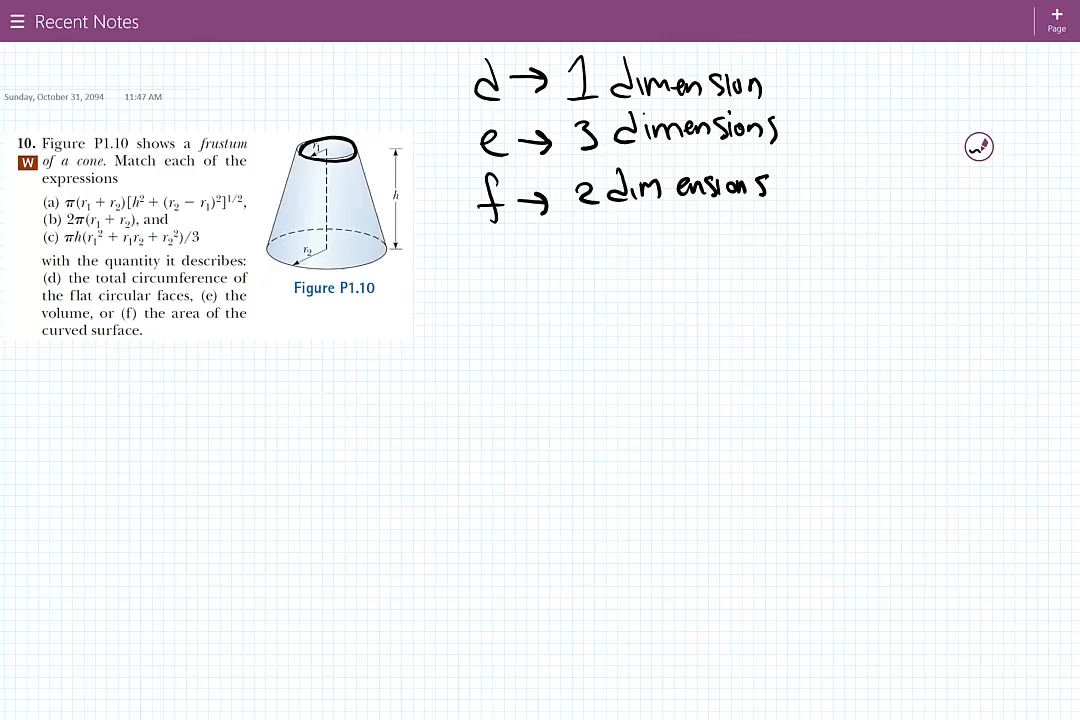 Recent Notes
+
Page
Sunday, October 31, 2094 11:47 AM
d → 1 dimension
e → 3 dimensions
f → 2 dimensions
10. Figure P1.10 shows a frustum
W of a cone. Match each of the
expressions
(a) π(r₁ + r₂)[h² + (r₂ − r₁)²]^1/2,
(b) 2π(r₁ + r₂), and
(c) πh(r₁² + r₁r₂ + r₂²)/3
with the quantity it describes:
(d) the total circumference of
the flat circular faces, (e) the
volume, or (f) the area of the
curved surface.
r₁
h
r₂
Figure P1.10